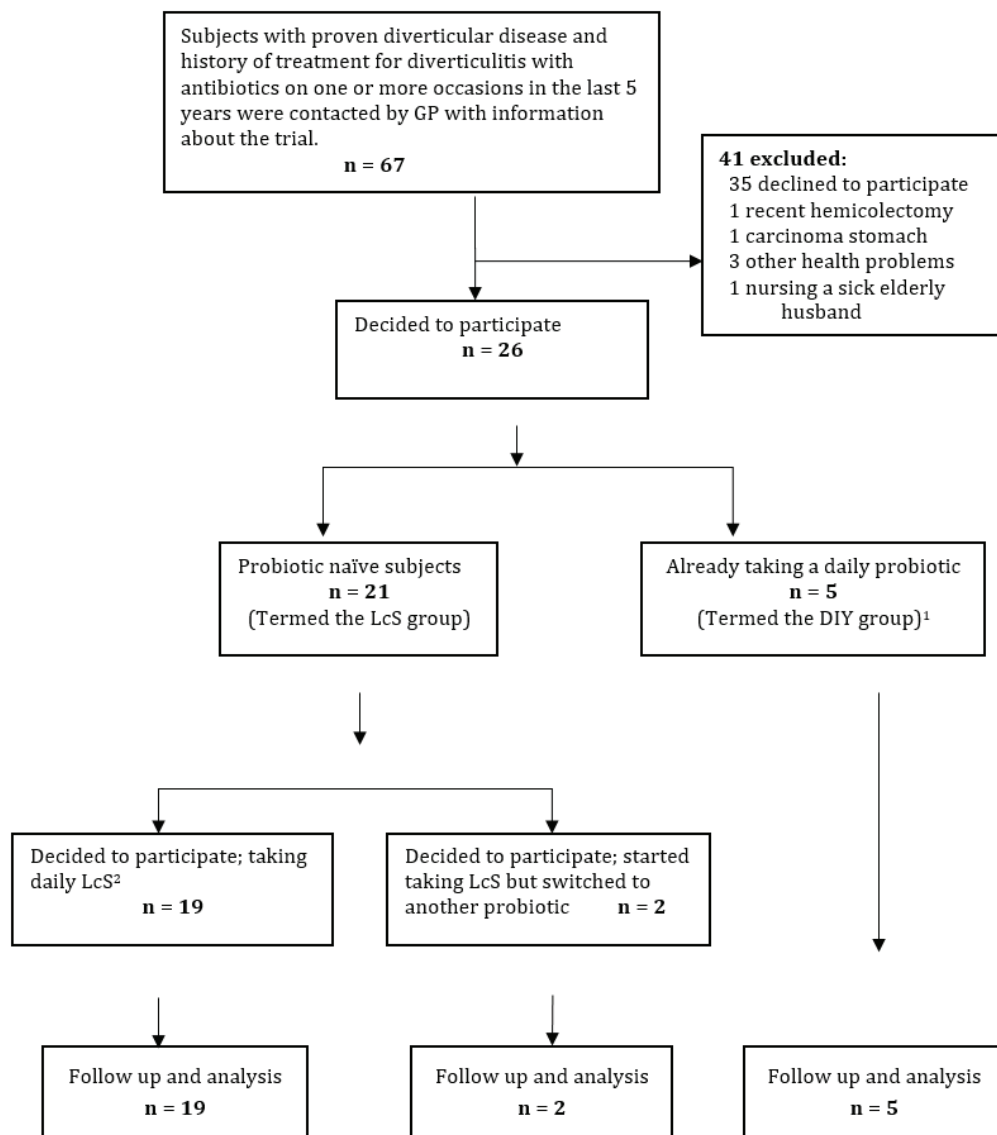 Subjects with proven diverticular disease and
history of treatment for diverticulitis with
antibiotics on one or more occasions in the last 5
years were contacted by GP with information
about the trial.
n = 67
41 excluded:
35 declined to participate
1 recent hemicolectomy
1 carcinoma stomach
3 other health problems
1 nursing a sick elderly
husband
Decided to participate
n = 26
Probiotic naïve subjects
n = 21
(Termed the LcS group)
Already taking a daily probiotic
n = 5
(Termed the DIY group)¹
Decided to participate; taking
daily LcS²
n = 19
Decided to participate; started
taking LcS but switched to
another probiotic n = 2
Follow up and analysis
n = 19
Follow up and analysis
n = 2
Follow up and analysis
n = 5